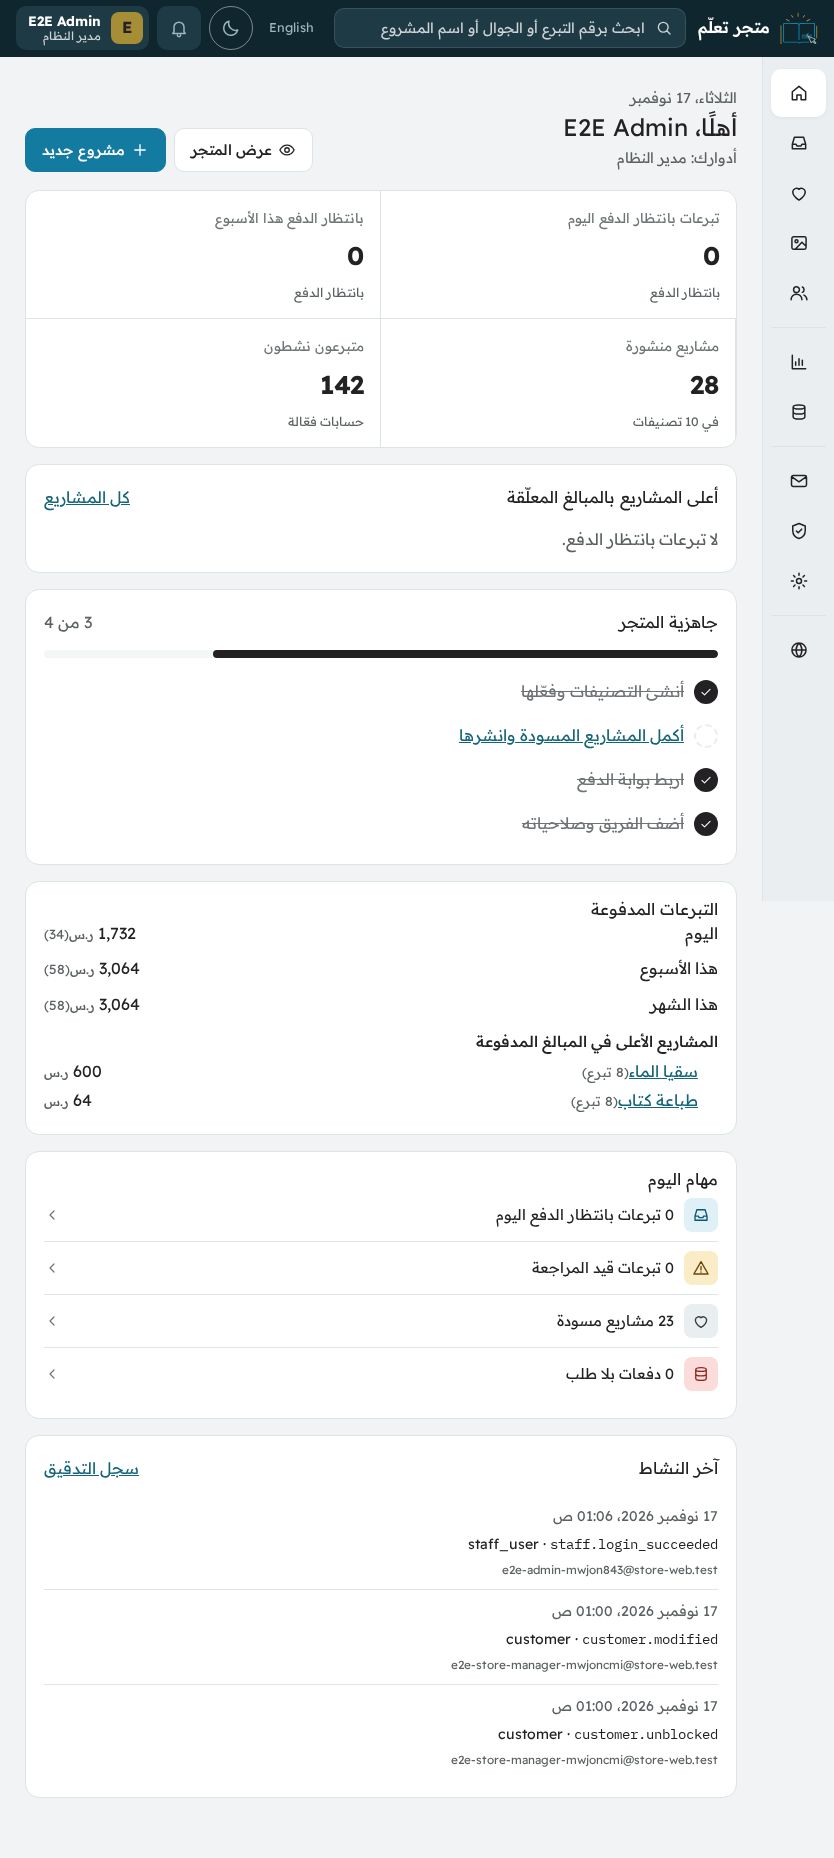 متجر تعلّم
ابحث برقم التبرع أو الجوال أو اسم المشروع
English
E
E2E Admin
مدير النظام
الثلاثاء، 17 نوفمبر
أهلًا، E2E Admin
أدوارك: مدير النظام
عرض المتجر
مشروع جديد
تبرعات بانتظار الدفع اليوم
0
بانتظار الدفع
بانتظار الدفع هذا الأسبوع
0
بانتظار الدفع
مشاريع منشورة
28
في 10 تصنيفات
متبرعون نشطون
142
حسابات فعّالة
أعلى المشاريع بالمبالغ المعلّقة
كل المشاريع
لا تبرعات بانتظار الدفع.
جاهزية المتجر
3 من 4
أنشئ التصنيفات وفعّلها
أكمل المشاريع المسودة وانشرها
اربط بوابة الدفع
أضف الفريق وصلاحياته
التبرعات المدفوعة
اليوم
1,732 ر.س(34)
هذا الأسبوع
3,064 ر.س(58)
هذا الشهر
3,064 ر.س(58)
المشاريع الأعلى في المبالغ المدفوعة
سقيا الماء(8 تبرع)
600 ر.س
طباعة كتاب(8 تبرع)
64 ر.س
مهام اليوم
0 تبرعات بانتظار الدفع اليوم
0 تبرعات قيد المراجعة
23 مشاريع مسودة
0 دفعات بلا طلب
آخر النشاط
سجل التدقيق
17 نوفمبر 2026، 01:06 ص
staff_user · staff.login_succeeded
e2e-admin-mwjon843@store-web.test
17 نوفمبر 2026، 01:00 ص
customer · customer.modified
e2e-store-manager-mwjoncmi@store-web.test
17 نوفمبر 2026، 01:00 ص
customer · customer.unblocked
e2e-store-manager-mwjoncmi@store-web.test